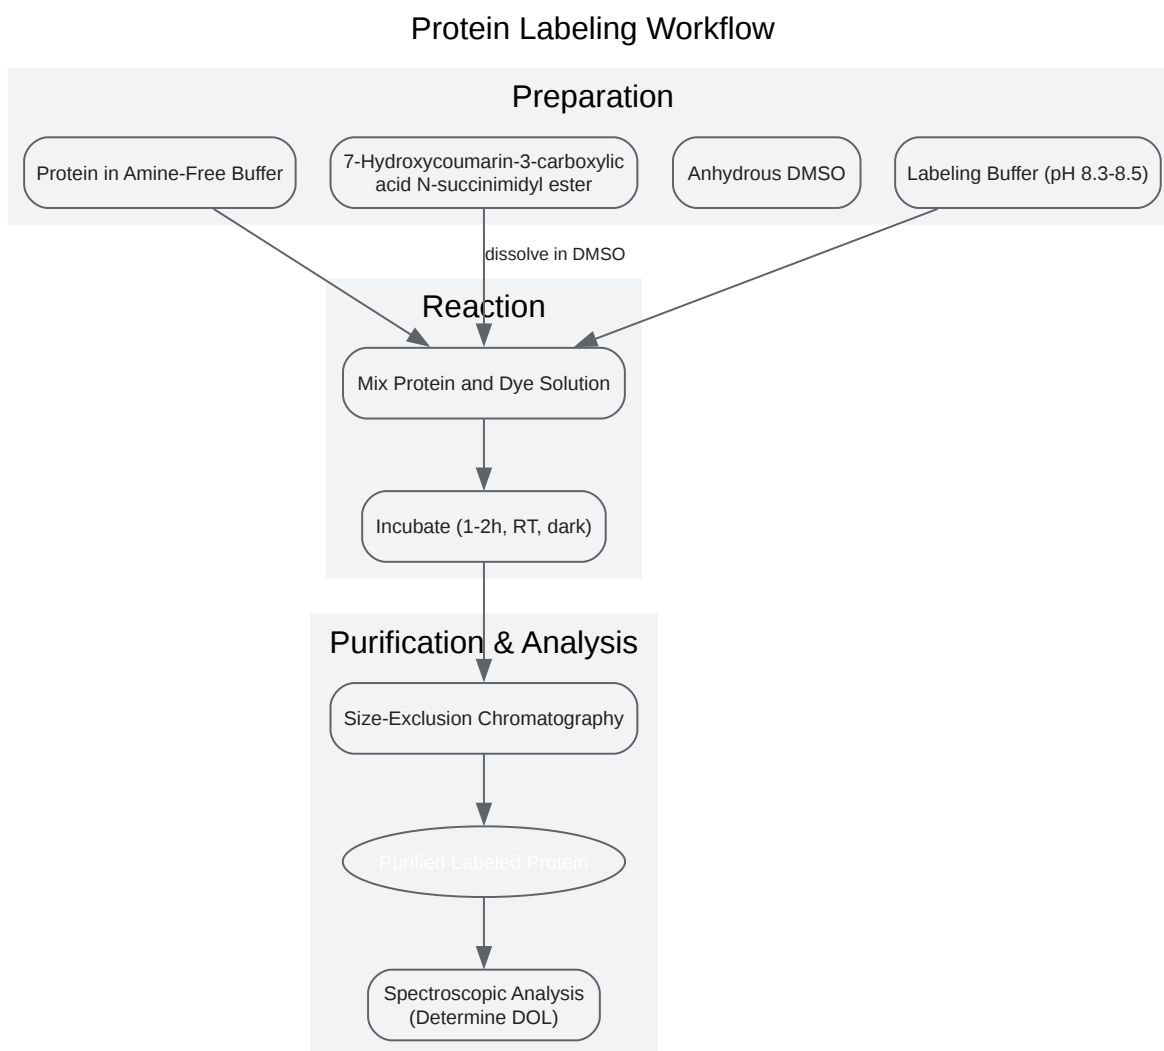 Protein Labeling Workflow
Preparation
Protein in Amine-Free Buffer
7-Hydroxycoumarin-3-carboxylic
acid N-succinimidyl ester
Anhydrous DMSO
Labeling Buffer (pH 8.3-8.5)
dissolve in DMSO
Reaction
Mix Protein and Dye Solution
Incubate (1-2h, RT, dark)
Purification & Analysis
Size-Exclusion Chromatography
Purified Labeled Protein
Spectroscopic Analysis
(Determine DOL)